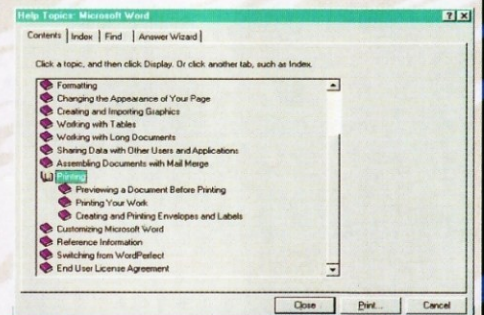 Help Topics: Microsoft Word
Contents Index Find Answer Wizard
Click a topic, and then click Display. Or click another tab, such as Index.
Formatting
Changing the Appearance of Your Page
Creating and Importing Graphics
Working with Tables
Working with Long Documents
Sharing Data with Other Users and Applications
Assembling Documents with Mail Merge
Printing
Previewing a Document Before Printing
Printing Your Work
Creating and Printing Envelopes and Labels
Customizing Microsoft Word
Reference Information
Switching from WordPerfect
End User License Agreement
Close Print... Cancel